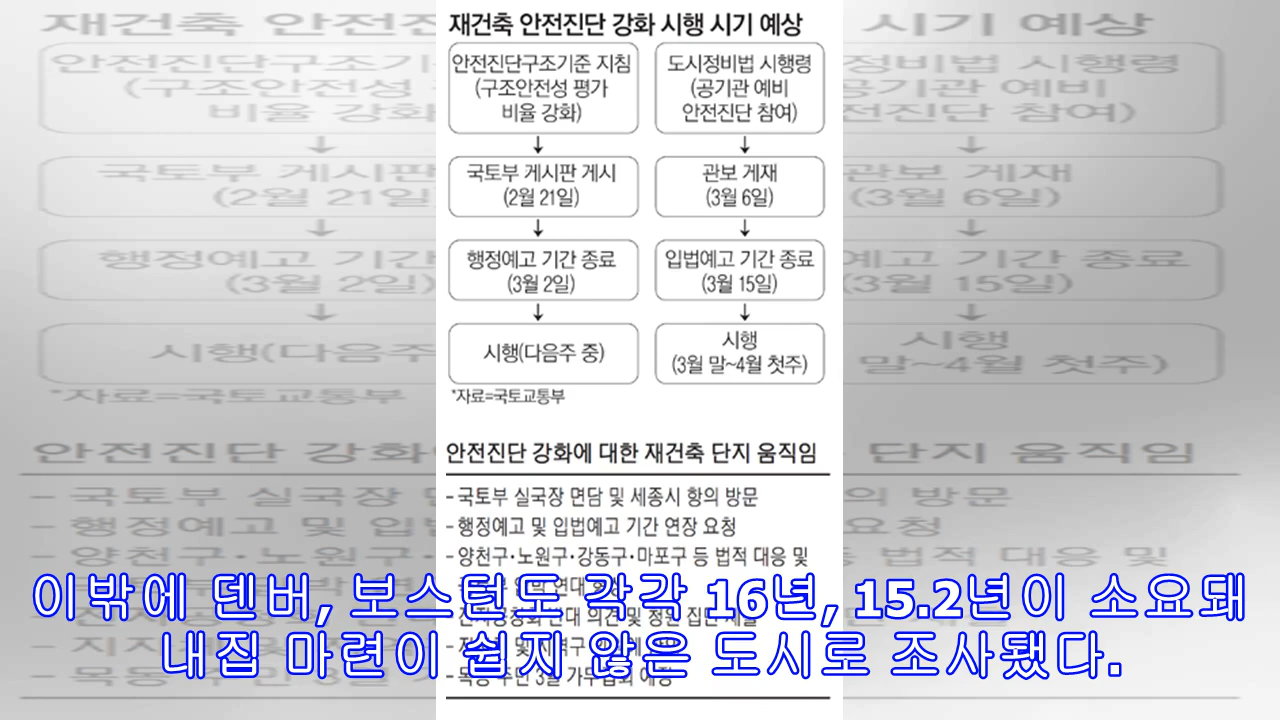 재건축 안전진단 강화 시행 시기 예상
안전진단구조기준 지침
(구조안전성 평가
비율 강화)
국토부 게시판 게시
(2월 21일)
행정예고 기간 종료
(3월 2일)
시행(다음주 중)
도시정비법 시행령
(공기관 예비
안전진단 참여)
관보 게재
(3월 6일)
입법예고 기간 종료
(3월 15일)
시행
(3월 말~4월 첫주)
*자료=국토교통부
안전진단 강화에 대한 재건축 단지 움직임
- 국토부 실국장 면담 및 세종시 항의 방문
- 행정예고 및 입법예고 기간 연장 요청
- 양천구·노원구·강동구·마포구 등 법적 대응 및
이밖에 덴버, 보스턴도 각각 16년, 15.2년이 소요돼
내집 마련이 쉽지 않은 도시로 조사됐다.